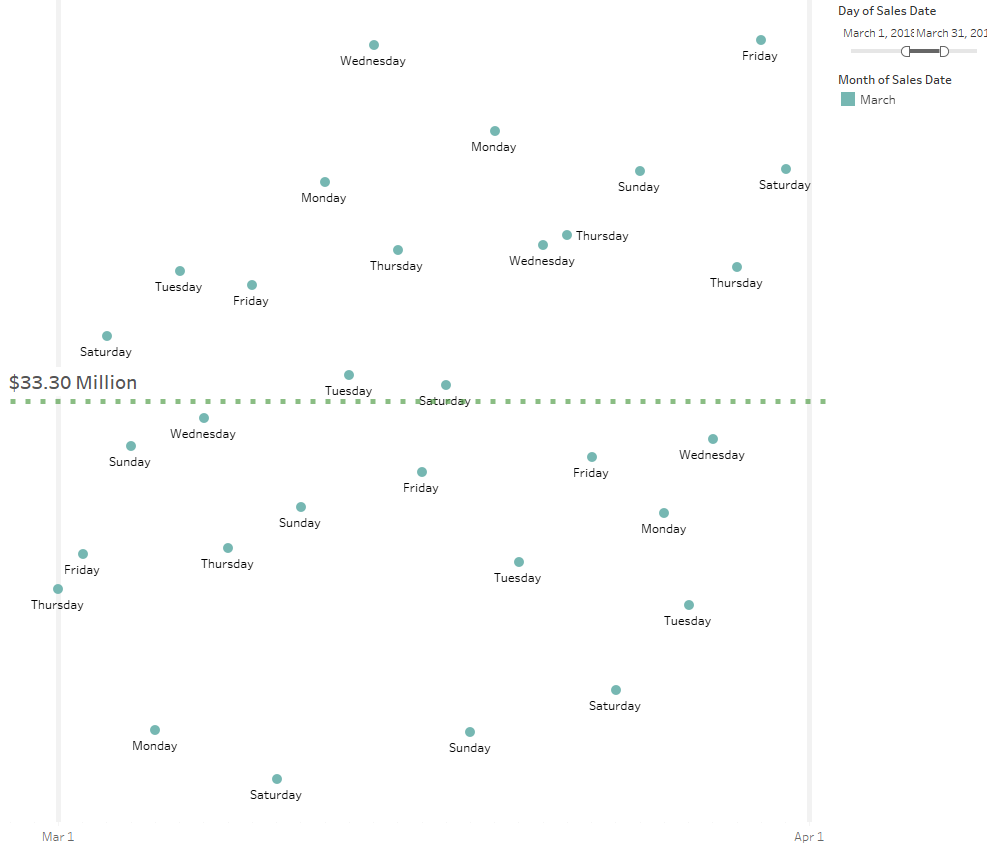 Day of Sales Date
March 1, 2018
March 31, 201
Month of Sales Date
March
Wednesday
Friday
Monday
Saturday
Sunday
Monday
Thursday
Wednesday
Thursday
Thursday
Tuesday
Friday
Saturday
$33.30 Million
Tuesday
Saturday
Wednesday
Wednesday
Sunday
Friday
Friday
Sunday
Monday
Thursday
Friday
Tuesday
Thursday
Tuesday
Saturday
Monday
Sunday
Saturday
Mar 1
Apr 1